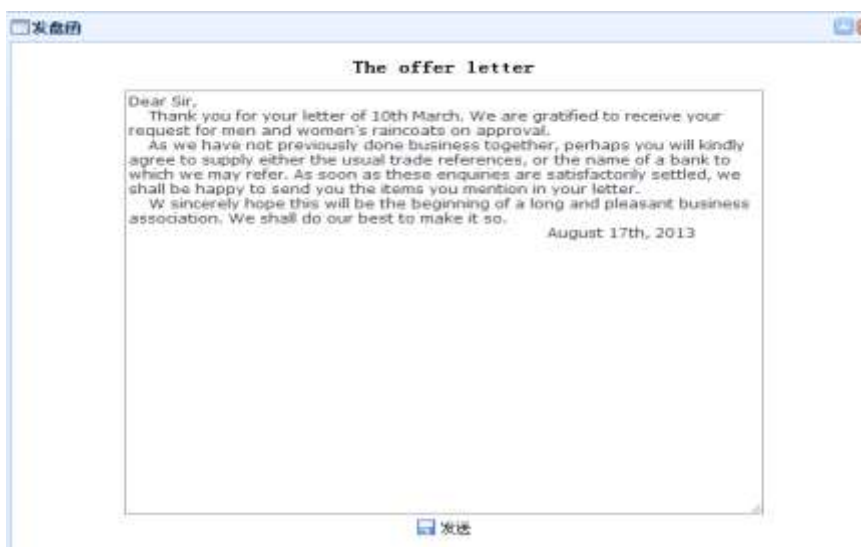 发盘函
The offer letter
Dear Sir,
Thank you for your letter of 10th March. We are gratified to receive your
request for men and women's raincoats on approval.
As we have not previously done business together, perhaps you will kindly
agree to supply either the usual trade references, or the name of a bank to
which we may refer. As soon as these enquiries are satisfactorily settled, we
shall be happy to send you the items you mention in your letter.
W sincerely hope this will be the beginning of a long and pleasant business
association. We shall do our best to make it so.
August 17th, 2013
发送